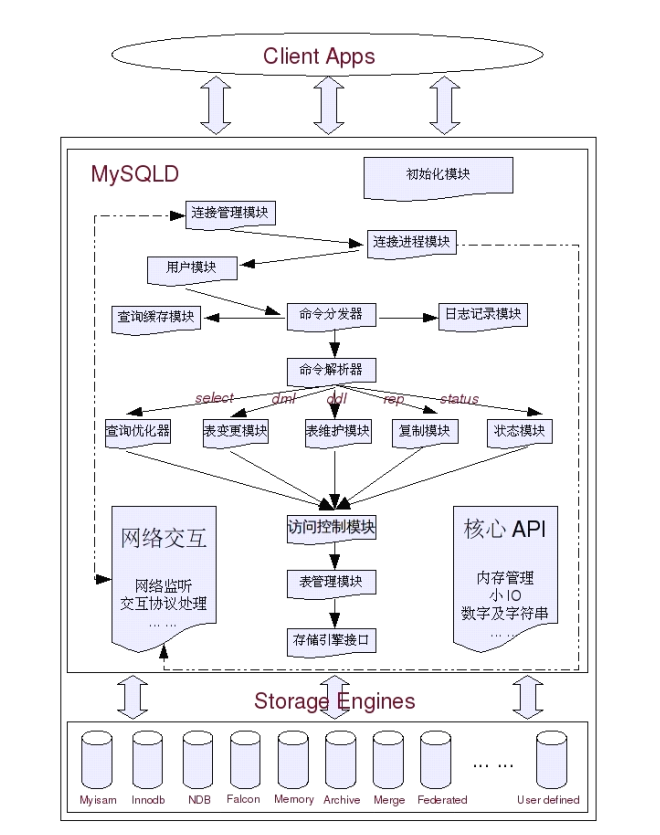 Client Apps
MySQLD
初始化模块
连接管理模块
连接进程模块
用户模块
查询缓存模块
命令分发器
日志记录模块
命令解析器
select
dml
ddl
rep
status
查询优化器
表变更模块
表维护模块
复制模块
状态模块
访问控制模块
网络交互
网络监听
交互协议处理
... ...
核心 API
内存管理
小 IO
数字及字符串
... ...
表管理模块
存储引擎接口
Storage Engines
... ...
Myisam
Innodb
NDB
Falcon
Memory
Archive
Merge
Federated
User defined